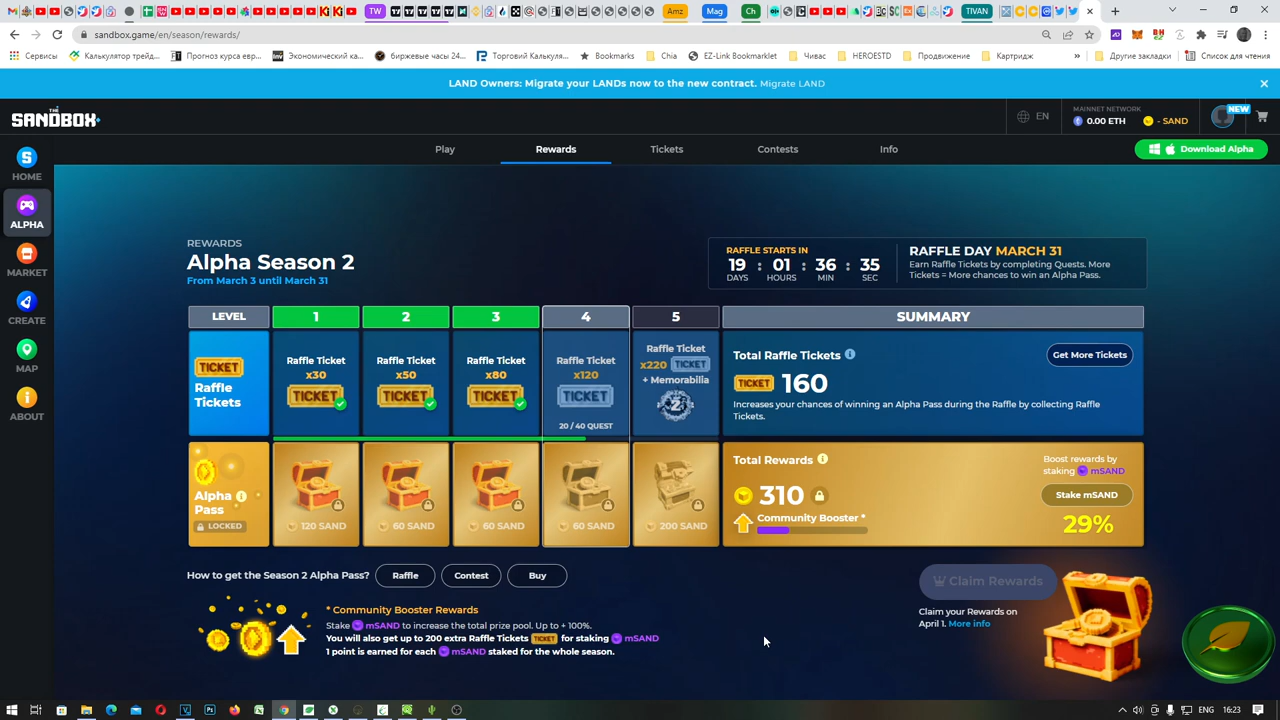 TW
Amz
Mag
Ch
TIVAN
sandbox.game/en/season/rewards/
Сервисы
Калькулятор трейд...
Прогноз курса евр...
Экономический ка...
биржевые часы 24...
Торговый Калькуля...
Bookmarks
Chia
EZ-Link Bookmarklet
Чивас
HEROESTD
Продвижение
Картридж
»
Другие закладки
Список для чтения
LAND Owners: Migrate your LANDs now to the new contract. Migrate LAND
THE
SANDBOX
EN
MAINNET NETWORK
0.00 ETH
- SAND
NEW
Play
Rewards
Tickets
Contests
Info
Download Alpha
HOME
ALPHA
MARKET
CREATE
MAP
ABOUT
REWARDS
Alpha Season 2
From March 3 until March 31
RAFFLE STARTS IN
19 : 01 : 36 : 35
DAYS HOURS MIN SEC
RAFFLE DAY MARCH 31
Earn Raffle Tickets by completing Quests. More
Tickets = More chances to win an Alpha Pass.
LEVEL 1 2 3 4 5 SUMMARY
TICKET
Raffle
Tickets
Raffle Ticket
x30
TICKET
Raffle Ticket
x50
TICKET
Raffle Ticket
x80
TICKET
Raffle Ticket
x120
TICKET
20 / 40 QUEST
Raffle Ticket
x220 TICKET
+ Memorabilia
2
Total Raffle Tickets
Get More Tickets
TICKET 160
Increases your chances of winning an Alpha Pass during the Raffle by collecting Raffle
Tickets.
Alpha
Pass
LOCKED
120 SAND
60 SAND
60 SAND
60 SAND
200 SAND
Total Rewards
310
Community Booster *
Boost rewards by
staking mSAND
Stake mSAND
29%
How to get the Season 2 Alpha Pass?
Raffle
Contest
Buy
* Community Booster Rewards
Stake mSAND to increase the total prize pool. Up to + 100%.
You will also get up to 200 extra Raffle Tickets TICKET for staking mSAND
1 point is earned for each mSAND staked for the whole season.
Claim Rewards
Claim your Rewards on
April 1. More info
ENG
16:23